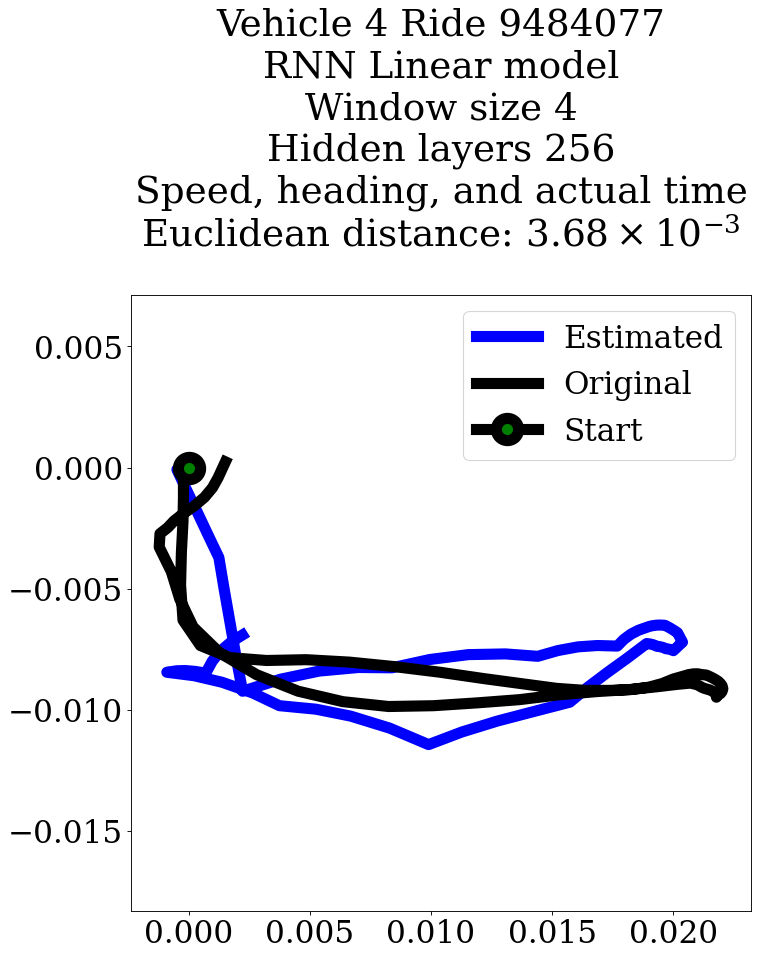 Vehicle 4 Ride 9484077
RNN Linear model
Window size 4
Hidden layers 256
Speed, heading, and actual time
Euclidean distance: 3.68 × 10⁻³
Estimated
Original
Start
0.005
0.000
−0.005
−0.010
−0.015
0.000 0.005 0.010 0.015 0.020